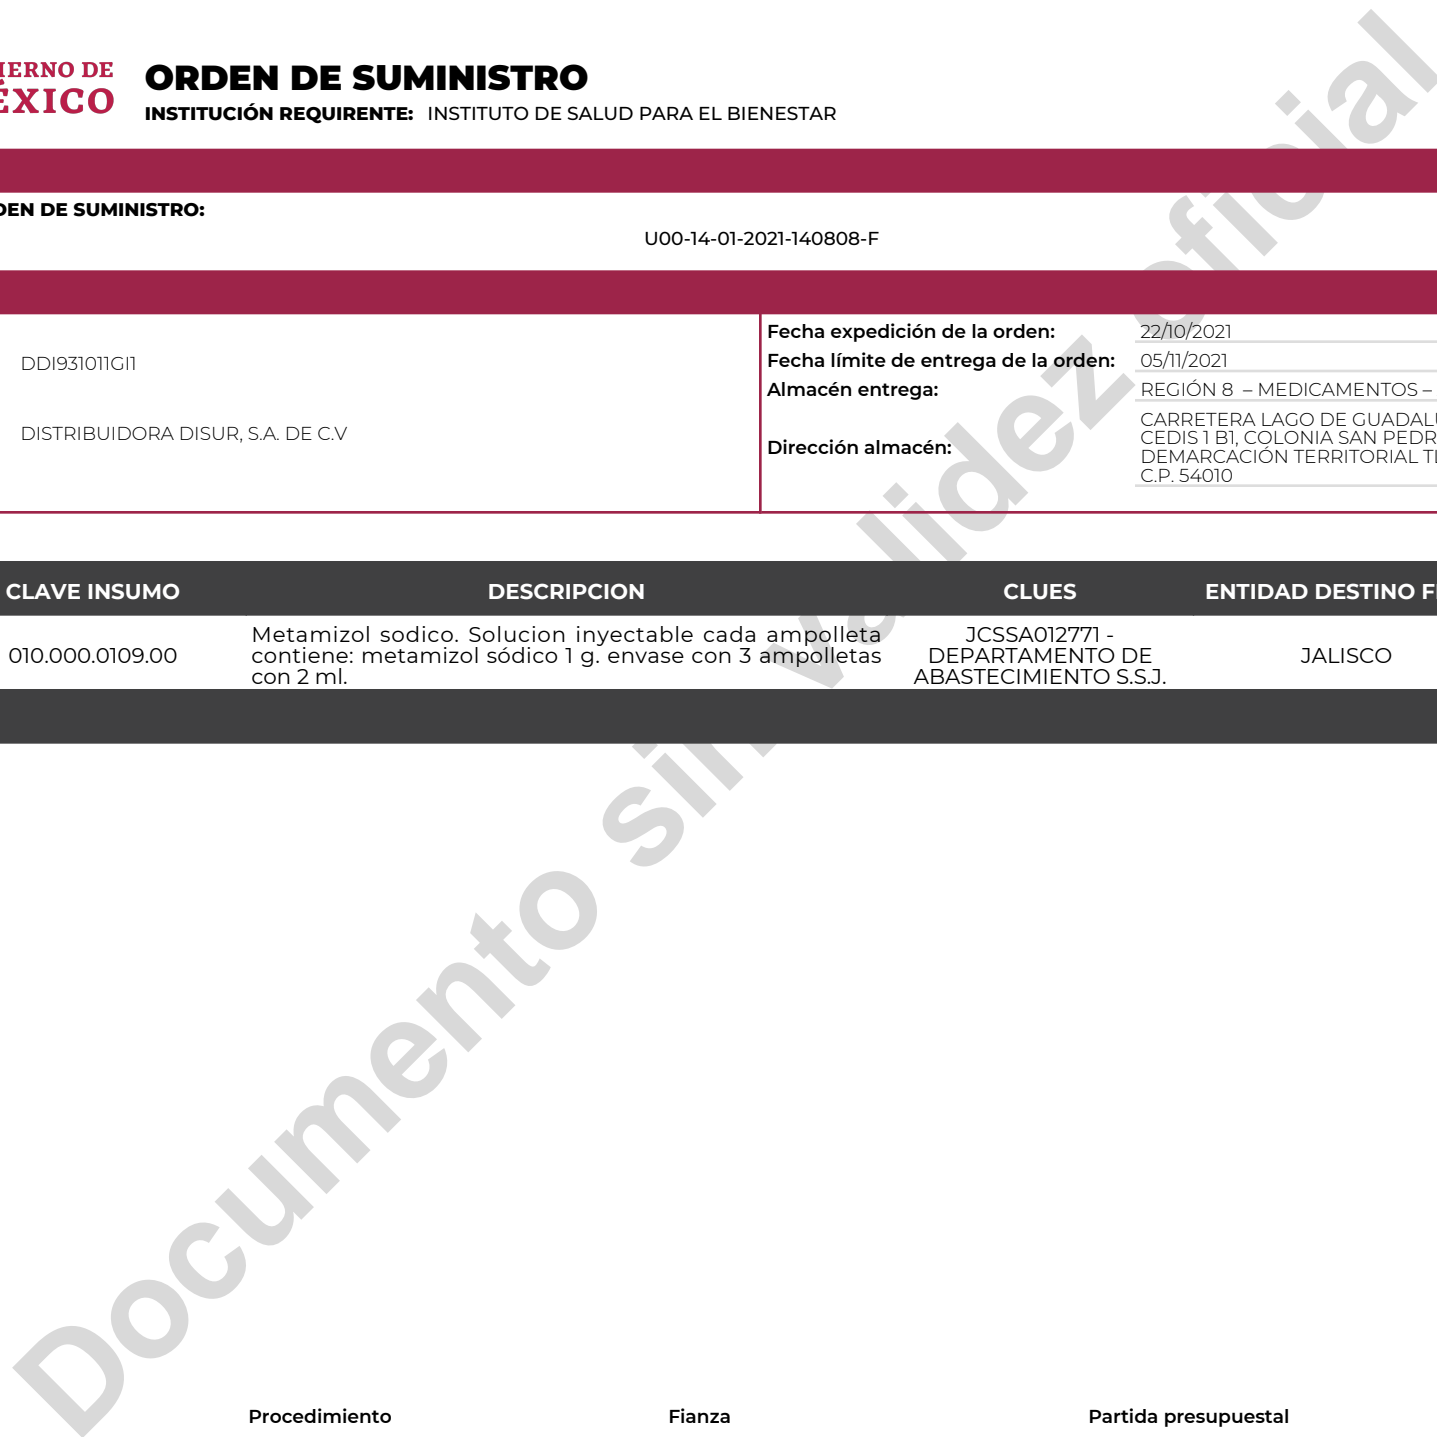 IERNO DE
ÉXICO
ORDEN DE SUMINISTRO
INSTITUCIÓN REQUIRENTE: INSTITUTO DE SALUD PARA EL BIENESTAR
DEN DE SUMINISTRO:
U00-14-01-2021-140808-F
DDI931011GI1
DISTRIBUIDORA DISUR, S.A. DE C.V
Fecha expedición de la orden: 22/10/2021
Fecha límite de entrega de la orden: 05/11/2021
Almacén entrega: REGIÓN 8 – MEDICAMENTOS –
Dirección almacén:
CARRETERA LAGO DE GUADALU
CEDIS 1 B1, COLONIA SAN PEDR
DEMARCACIÓN TERRITORIAL TL
C.P. 54010
CLAVE INSUMO DESCRIPCION CLUES ENTIDAD DESTINO FI
010.000.0109.00
Metamizol sodico. Solucion inyectable cada ampolleta
contiene: metamizol sódico 1 g. envase con 3 ampolletas
con 2 ml.
JCSSA012771 -
DEPARTAMENTO DE
ABASTECIMIENTO S.S.J.
JALISCO
Documento sin validez oficial
Procedimiento Fianza Partida presupuestal